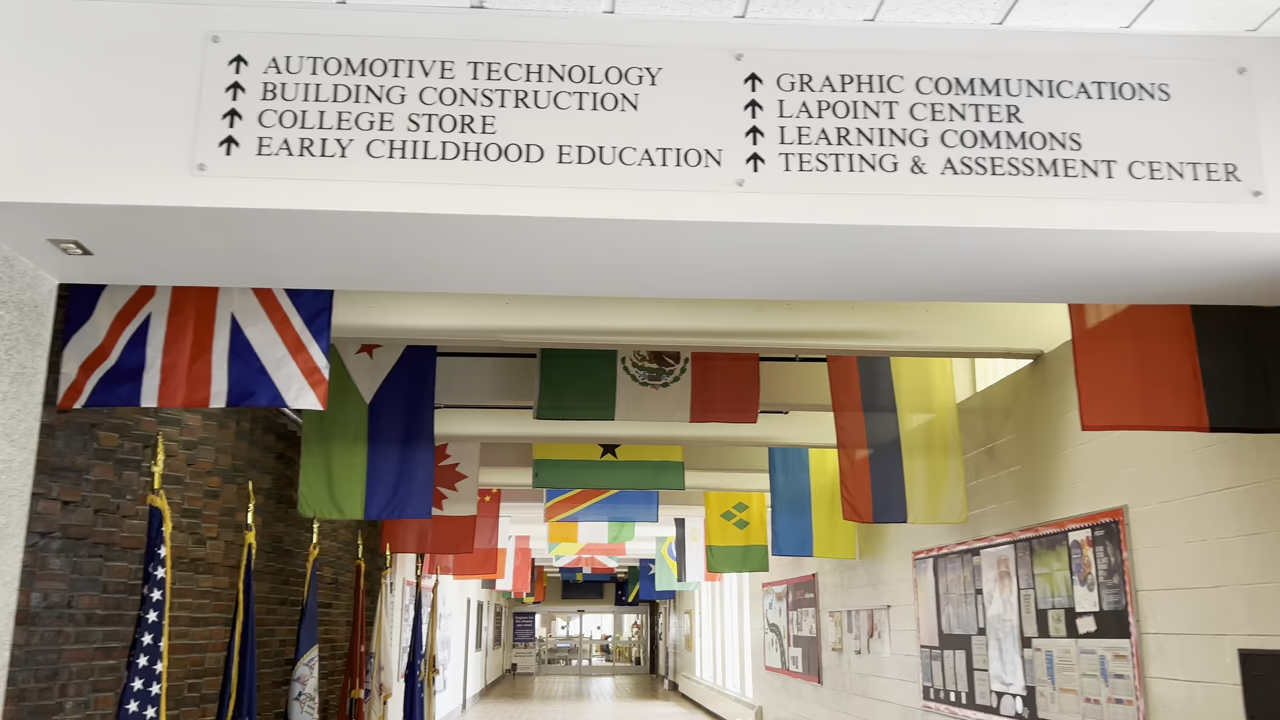 ↑ AUTOMOTIVE TECHNOLOGY
↑ BUILDING CONSTRUCTION
↑ COLLEGE STORE
↑ EARLY CHILDHOOD EDUCATION
↑ GRAPHIC COMMUNICATIONS
↑ LAPOINT CENTER
↑ LEARNING COMMONS
↑ TESTING & ASSESSMENT CENTER